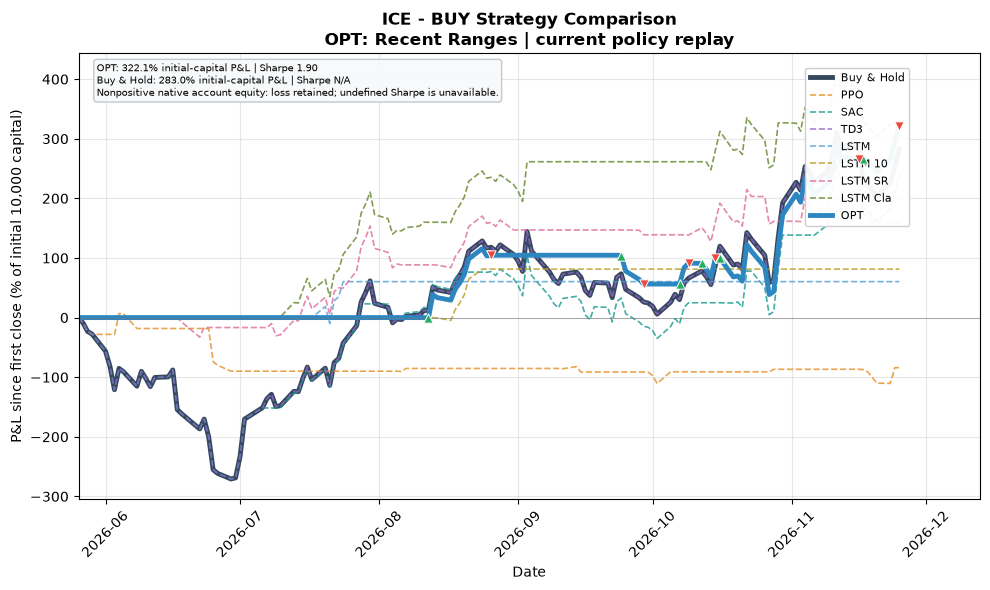 ICE - BUY Strategy Comparison
OPT: Recent Ranges | current policy replay
OPT: 322.1% initial-capital P&L | Sharpe 1.90
Buy & Hold: 283.0% initial-capital P&L | Sharpe N/A
Nonpositive native account equity: loss retained; undefined Sharpe is unavailable.
Buy & Hold
PPO
SAC
TD3
LSTM
LSTM 10
LSTM SR
LSTM Cla
OPT
P&L since first close (% of initial 10,000 capital)
400
300
200
100
0
−100
−200
−300
2026-06
2026-07
2026-08
2026-09
2026-10
2026-11
2026-12
Date